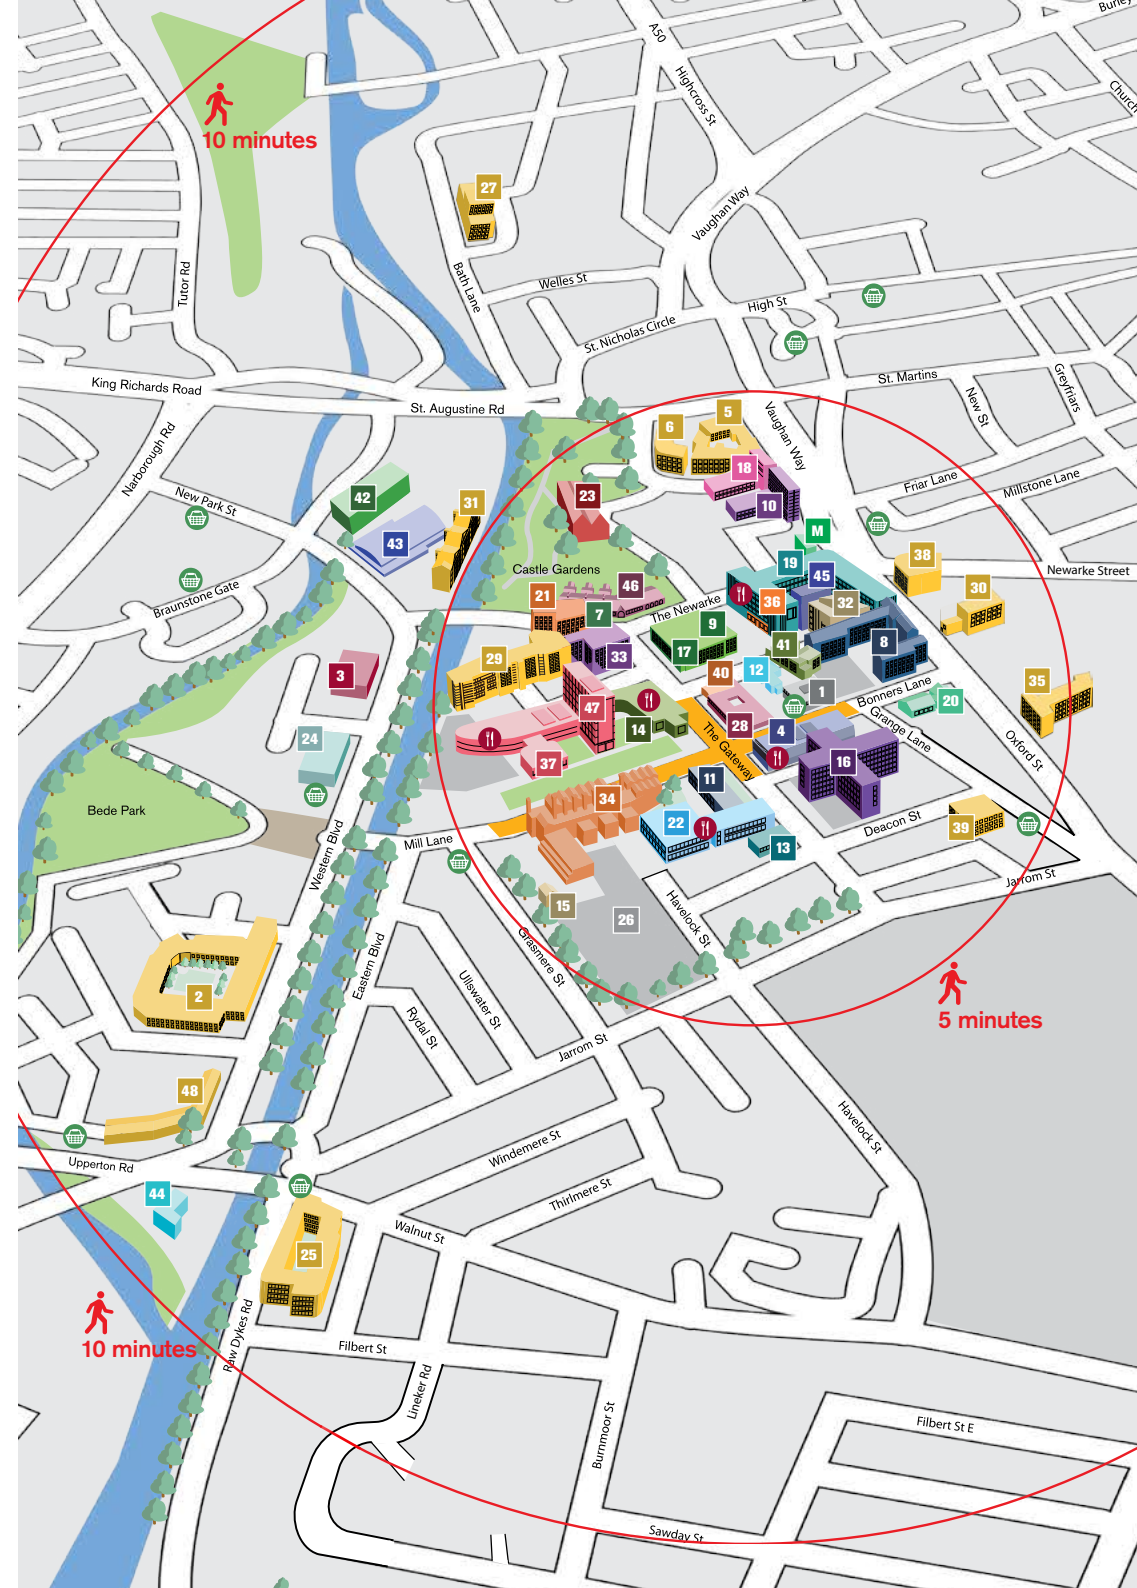 Burley
A50
Highcross St
Church
10 minutes
27
Vaughan Way
Tutor Rd
Bath Lane
Welles St
High St
St. Nicholas Circle
St. Martins
Greyfriars
New St
King Richards Road
St. Augustine Rd
Vaughan Way
5
6
Narborough Rd
18
Friar Lane
Millstone Lane
New Park St
42
31
23
10
43
M
Castle Gardens
19
45
38
Newarke Street
Braunstone Gate
21
46
The Newarke
36
32
30
7
9
8
29
33
17
41
3
40
12
1
Bonners Lane
35
47
20
24
14
28
4
Grange Lane
The Gateway
16
Oxford St
37
11
34
Bede Park
22
Deacon St
39
Western Blvd
Mill Lane
13
Jarrom St
15
26
Havelock St
Grasmere St
Eastern Blvd
2
Ullswater St
Rydal St
5 minutes
Jarrom St
48
Havelock St
Windemere St
Upperton Rd
44
Thirlmere St
Walnut St
25
10 minutes
Raw Dykes Rd
Filbert St
Lineker Rd
Burnmoor St
Filbert St E
Sawday St